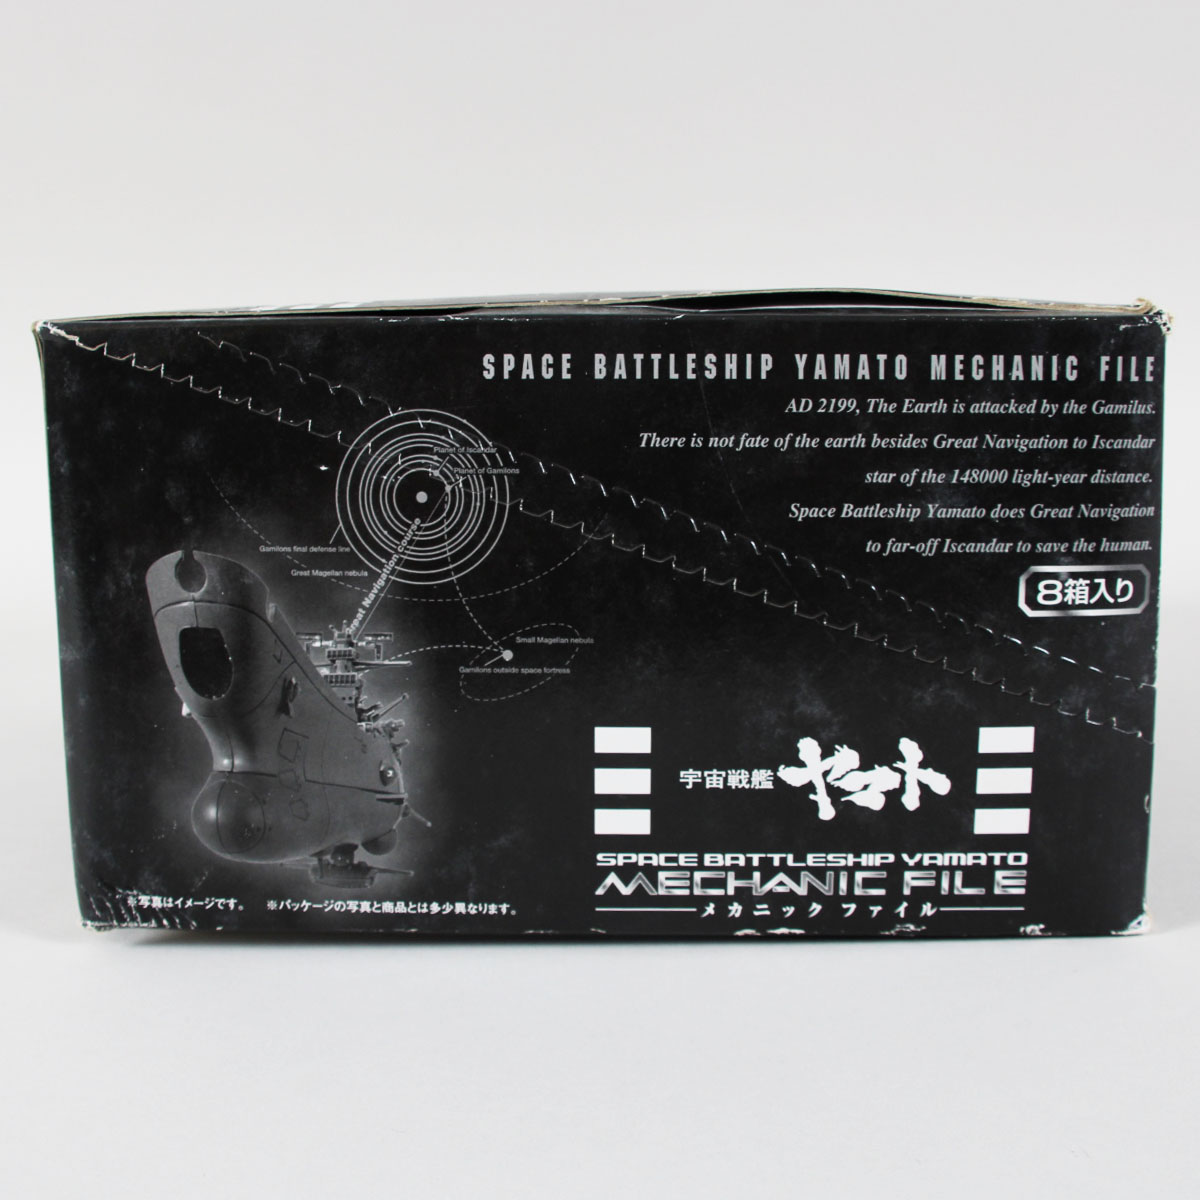 SPACE BATTLESHIP YAMATO MECHANIC FILE
AD 2199, The Earth is attacked by the Gamilus.
There is not fate of the earth besides Great Navigation to Iscandar
star of the 148000 light-year distance.
Space Battleship Yamato does Great Navigation
to far-off Iscandar to save the human.
8箱入り
Planet of Iscandar
Planet of Gamilons
Gamilons final defense line
Great Magellan nebula
Great Navigation course
Small Magellan nebula
Gamilons outside space fortress
宇宙戦艦 ヤマト
SPACE BATTLESHIP YAMATO
MECHANIC FILE
メカニック ファイル
※写真はイメージです。 ※パッケージの写真と商品とは多少異なります。